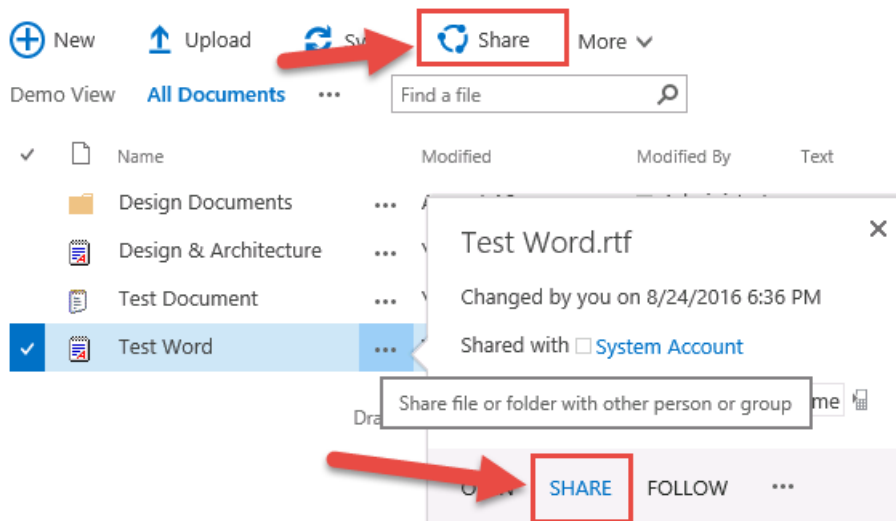 New Upload Sy Share More
Demo View All Documents ... Find a file
Name Modified Modified By Text
Design Documents ...
Design & Architecture ...
Test Document ...
Test Word ...
Test Word.rtf
Changed by you on 8/24/2016 6:36 PM
Shared with System Account
Share file or folder with other person or group
me
Dra
SHARE FOLLOW ...